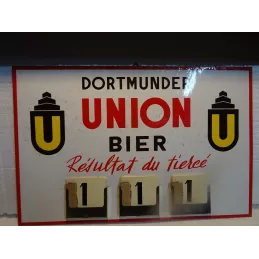 DORTMUNDER
UNION
U U
BIER
Résultat du tiercé
1 1 1